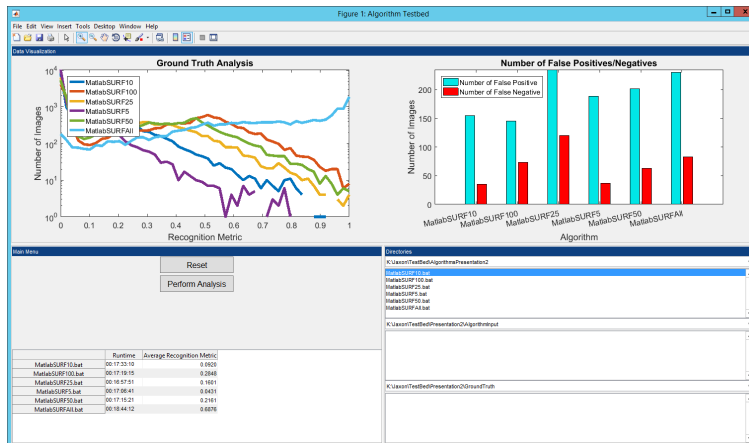 Figure 1: Algorithm Testbed
File Edit View Insert Tools Desktop Window Help
Data Visualization
Ground Truth Analysis
10^4
10^3
10^2
10^1
10^0
Number of Images
MatlabSURF10
MatlabSURF100
MatlabSURF25
MatlabSURF5
MatlabSURF50
MatlabSURFAll
0 0.1 0.2 0.3 0.4 0.5 0.6 0.7 0.8 0.9 1
Recognition Metric
Number of False Positives/Negatives
200
150
100
50
0
Number of Images
Number of False Positive
Number of False Negative
MatlabSURF10 MatlabSURF100 MatlabSURF25 MatlabSURF5 MatlabSURF50 MatlabSURFAll
Algorithm
Main Menu
Reset
Perform Analysis
Runtime Average Recognition Metric
MatlabSURF10.bat 00:17:33:10 0.0920
MatlabSURF100.bat 00:17:19:15 0.2848
MatlabSURF25.bat 00:16:57:51 0.1601
MatlabSURF5.bat 00:17:06:41 0.0431
MatlabSURF50.bat 00:17:15:21 0.2161
MatlabSURFAll.bat 00:18:44:12 0.6876
Directories
K:\Jaxon\TestBed\AlgorithmsPresentation2
MatlabSURF10.bat
MatlabSURF100.bat
MatlabSURF25.bat
MatlabSURF5.bat
MatlabSURF50.bat
MatlabSURFAll.bat
K:\Jaxon\TestBed\Presentation2\AlgorithmInput
K:\Jaxon\TestBed\Presentation2\GroundTruth